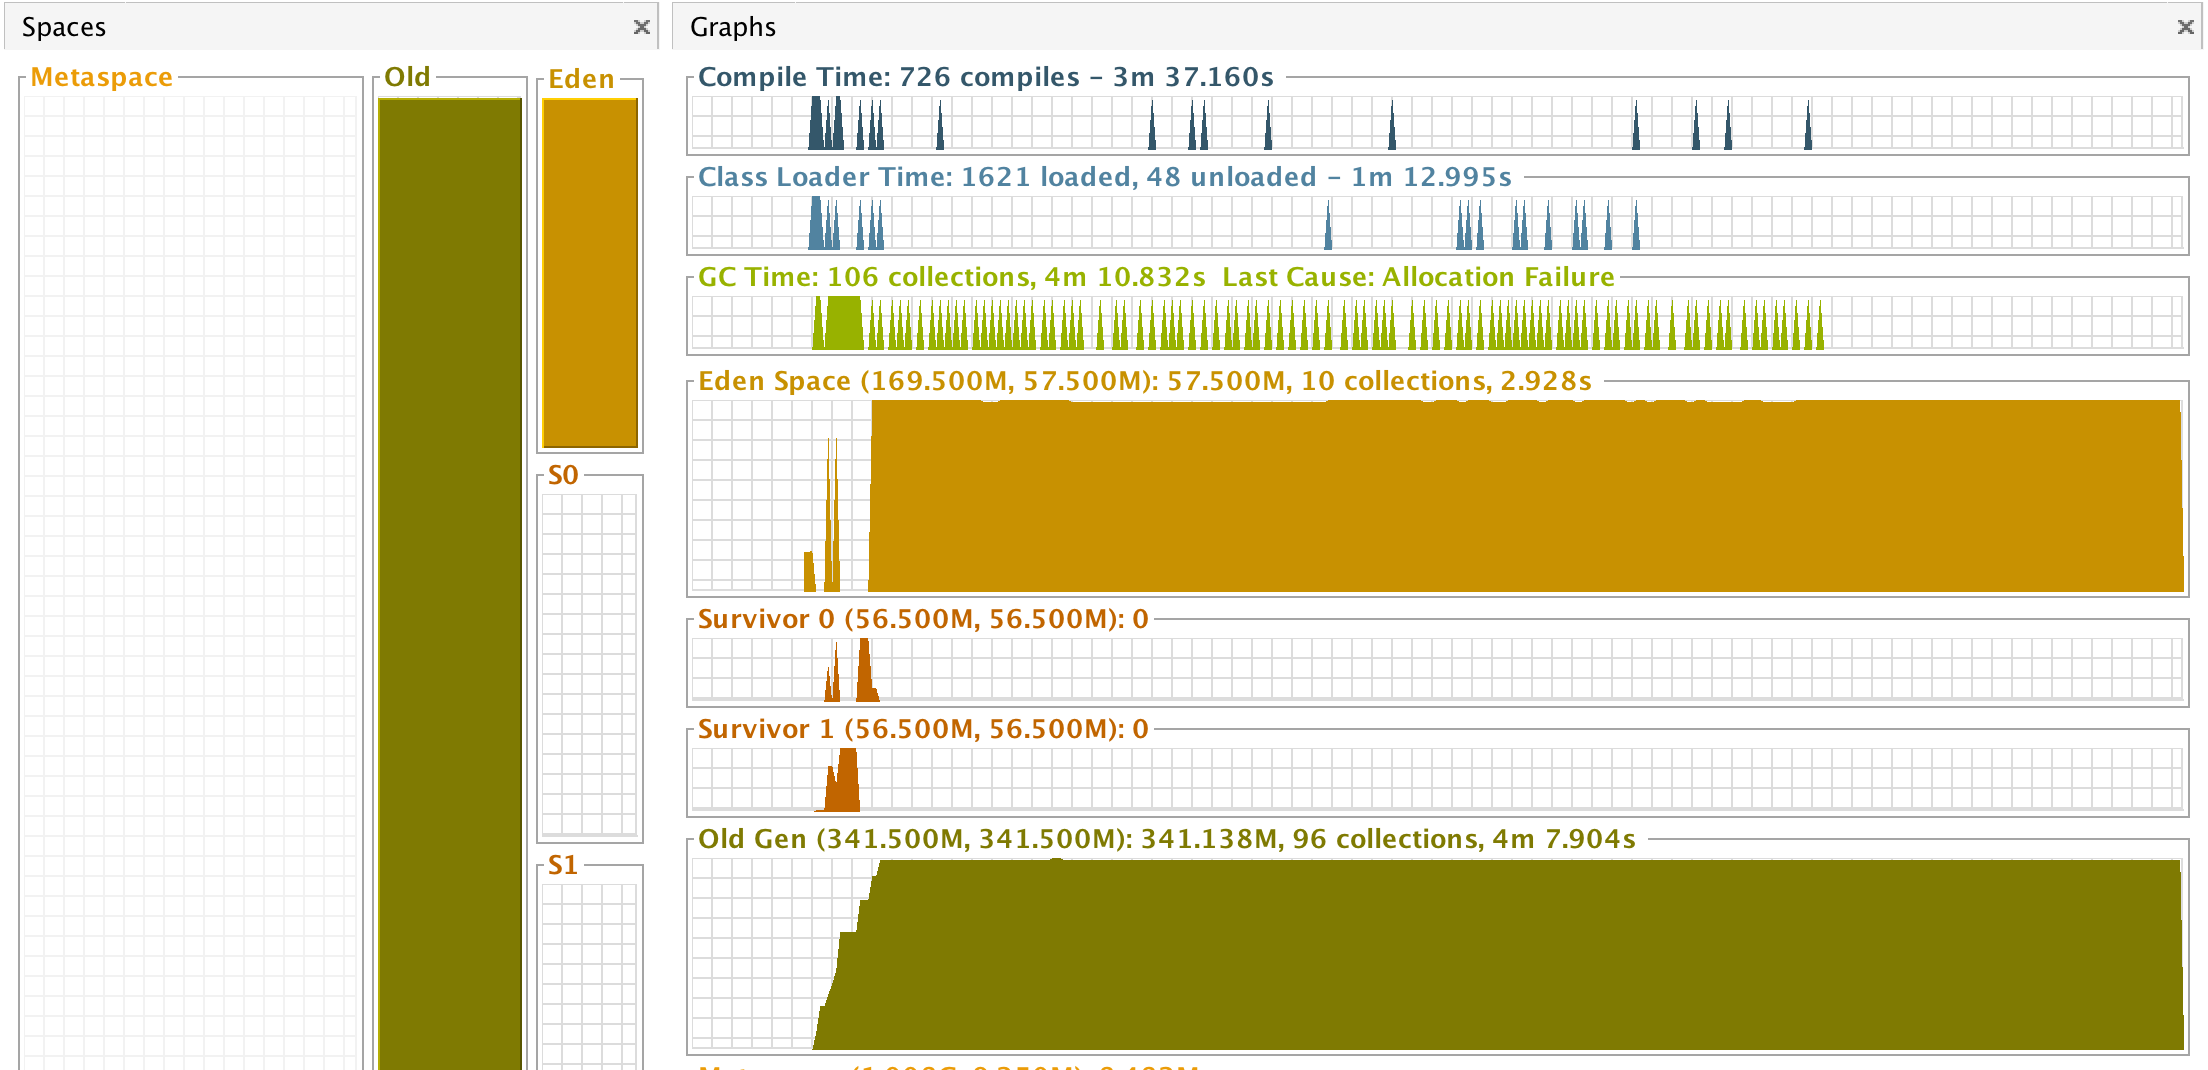 Spaces
Metaspace
Old
Eden
S0
S1
Graphs
Compile Time: 726 compiles – 3m 37.160s
Class Loader Time: 1621 loaded, 48 unloaded – 1m 12.995s
GC Time: 106 collections, 4m 10.832s Last Cause: Allocation Failure
Eden Space (169.500M, 57.500M): 57.500M, 10 collections, 2.928s
Survivor 0 (56.500M, 56.500M): 0
Survivor 1 (56.500M, 56.500M): 0
Old Gen (341.500M, 341.500M): 341.138M, 96 collections, 4m 7.904s